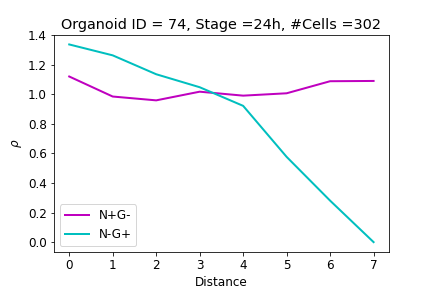 Organoid ID = 74, Stage =24h, #Cells =302
1.4
1.2
1.0
0.8
0.6
0.4
0.2
0.0
ρ
N+G-
N-G+
0 1 2 3 4 5 6 7
Distance